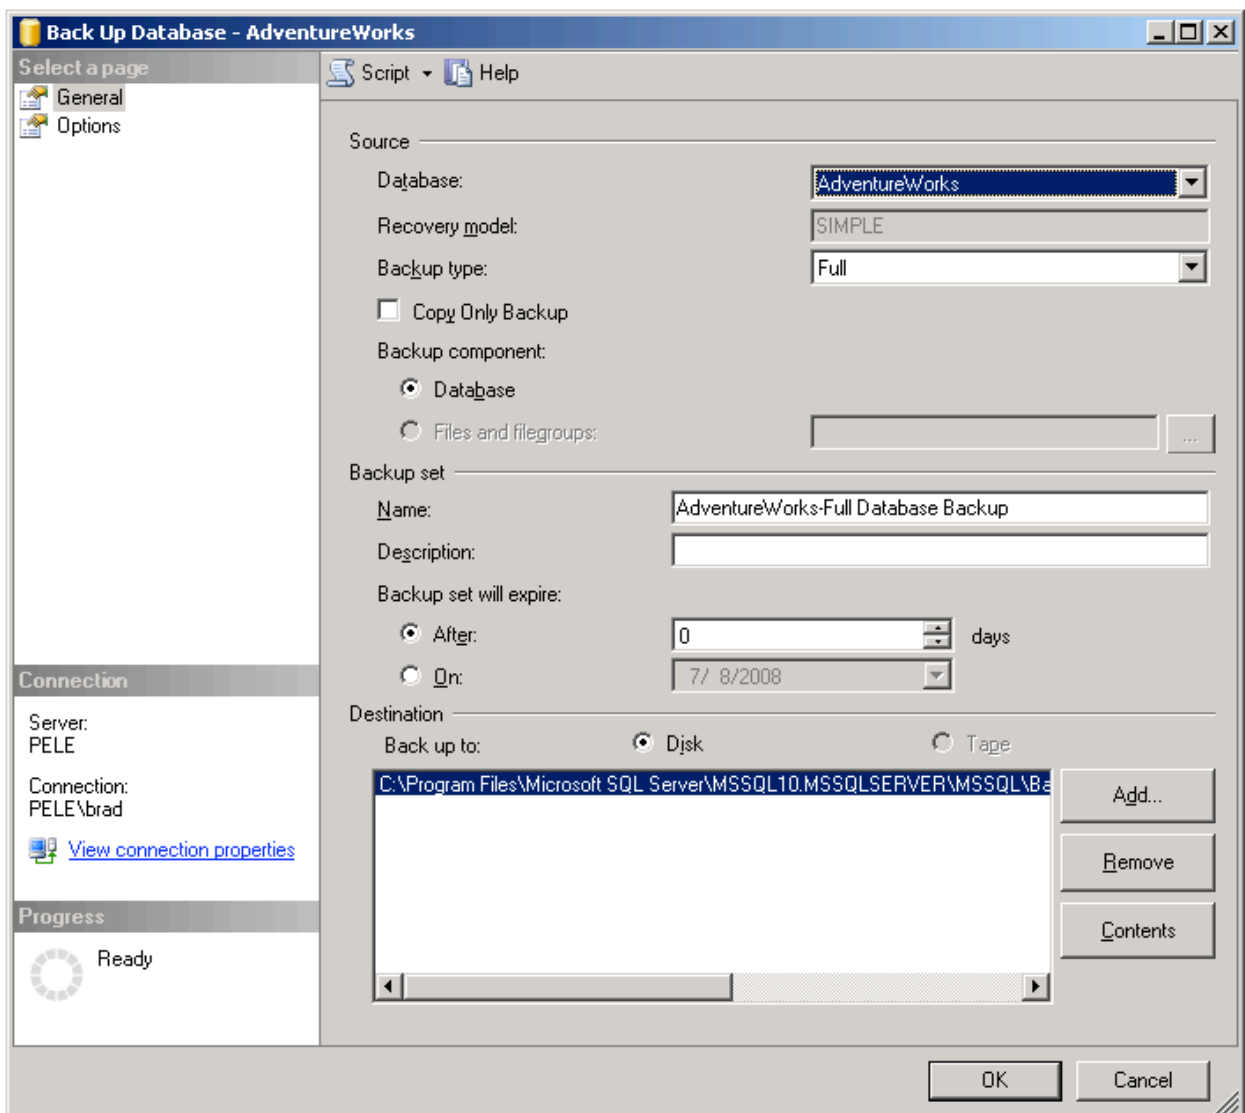 Back Up Database - AdventureWorks
Select a page
General
Options
Script Help
Source
Database: AdventureWorks
Recovery model: SIMPLE
Backup type: Full
Copy Only Backup
Backup component:
Database
Files and filegroups: ...
Backup set
Name: AdventureWorks-Full Database Backup
Description:
Backup set will expire:
After: 0 days
On: 7/ 8/2008
Destination
Back up to: Disk Tape
C:\Program Files\Microsoft SQL Server\MSSQL10.MSSQLSERVER\MSSQL\Ba
Add...
Remove
Contents
Connection
Server:
PELE
Connection:
PELE\brad
View connection properties
Progress
Ready
OK Cancel